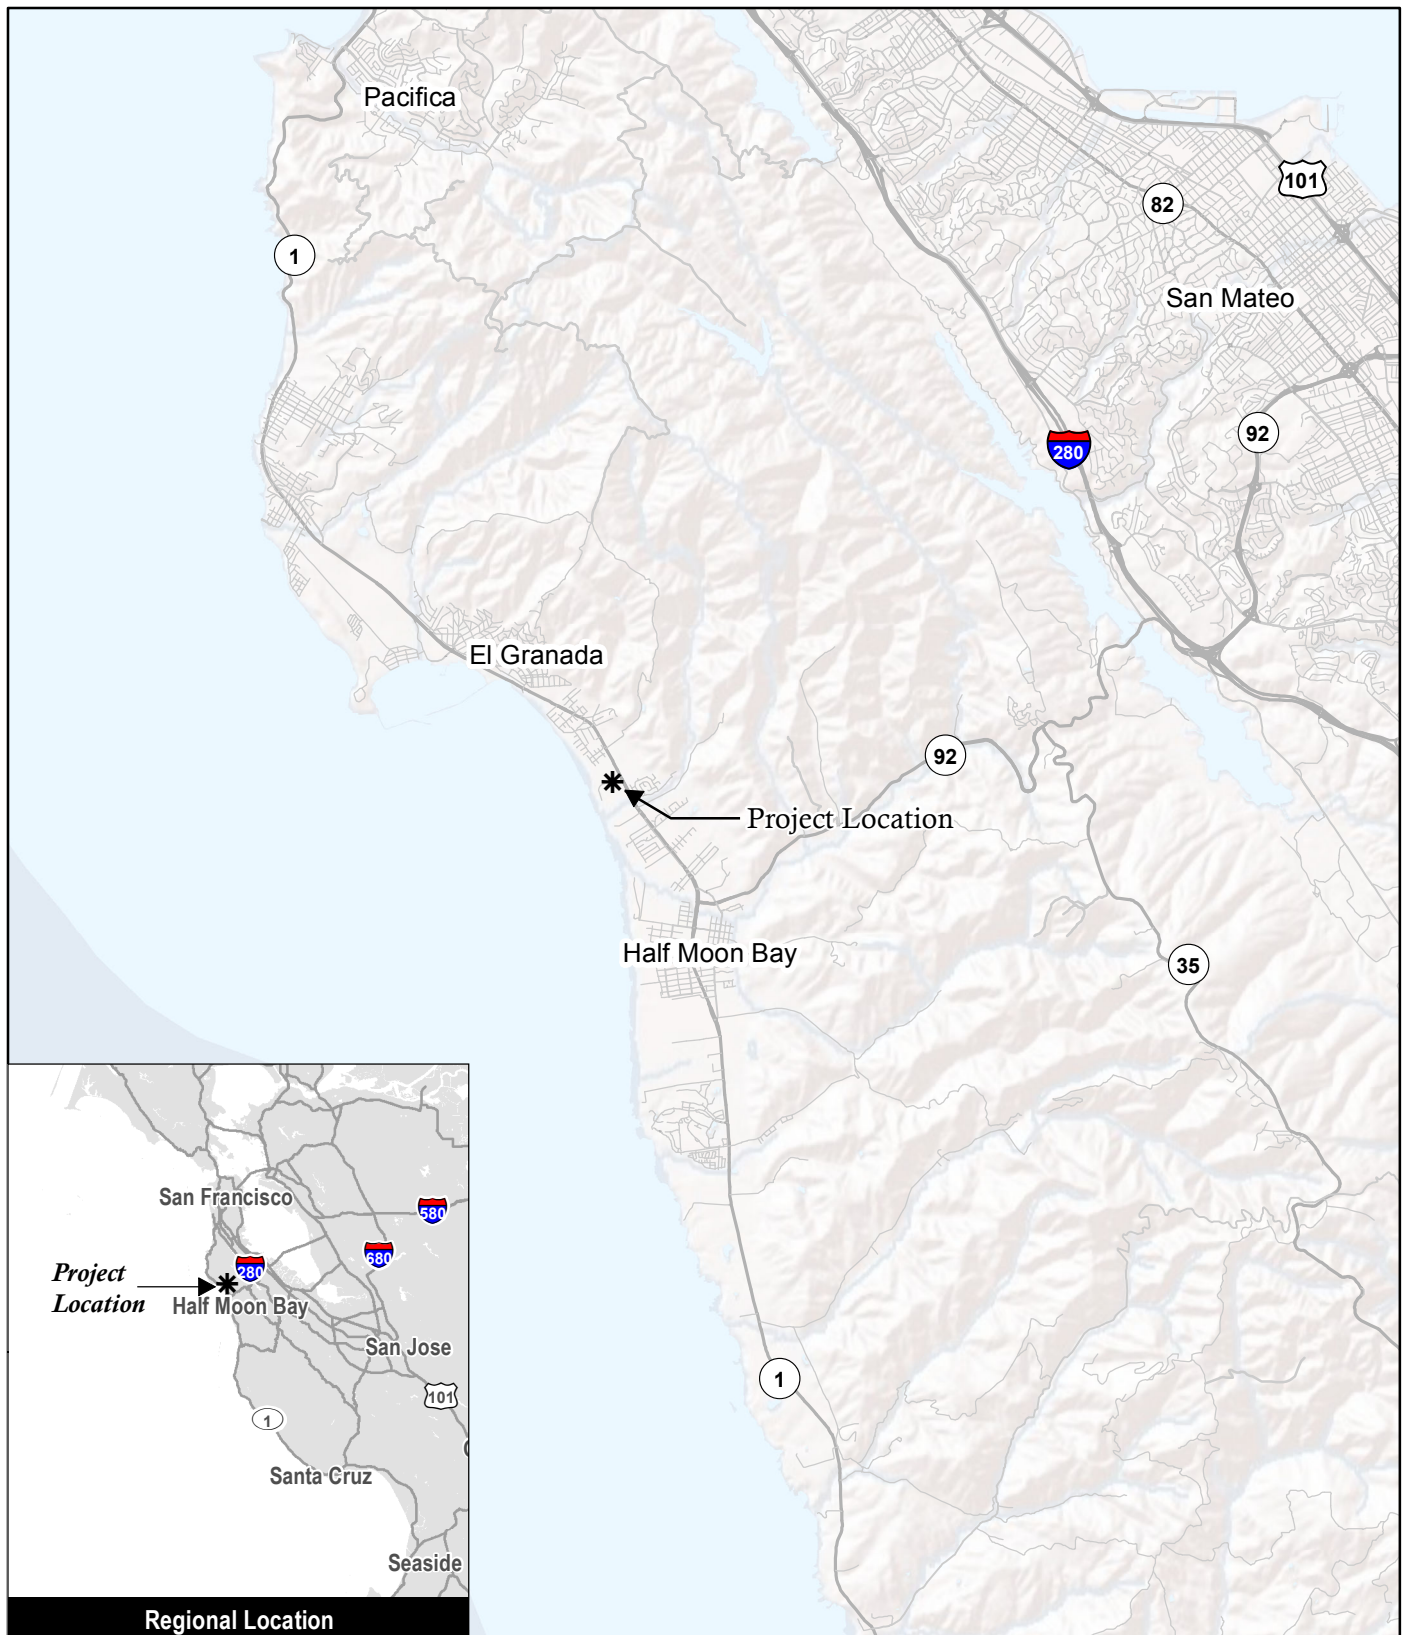 Pacifica
101
82
1
San Mateo
92
280
El Granada
92
Project Location
Half Moon Bay
35
1
San Francisco
580
680
280
Project
Location
Half Moon Bay
San Jose
101
1
Santa Cruz
Seaside
Regional Location